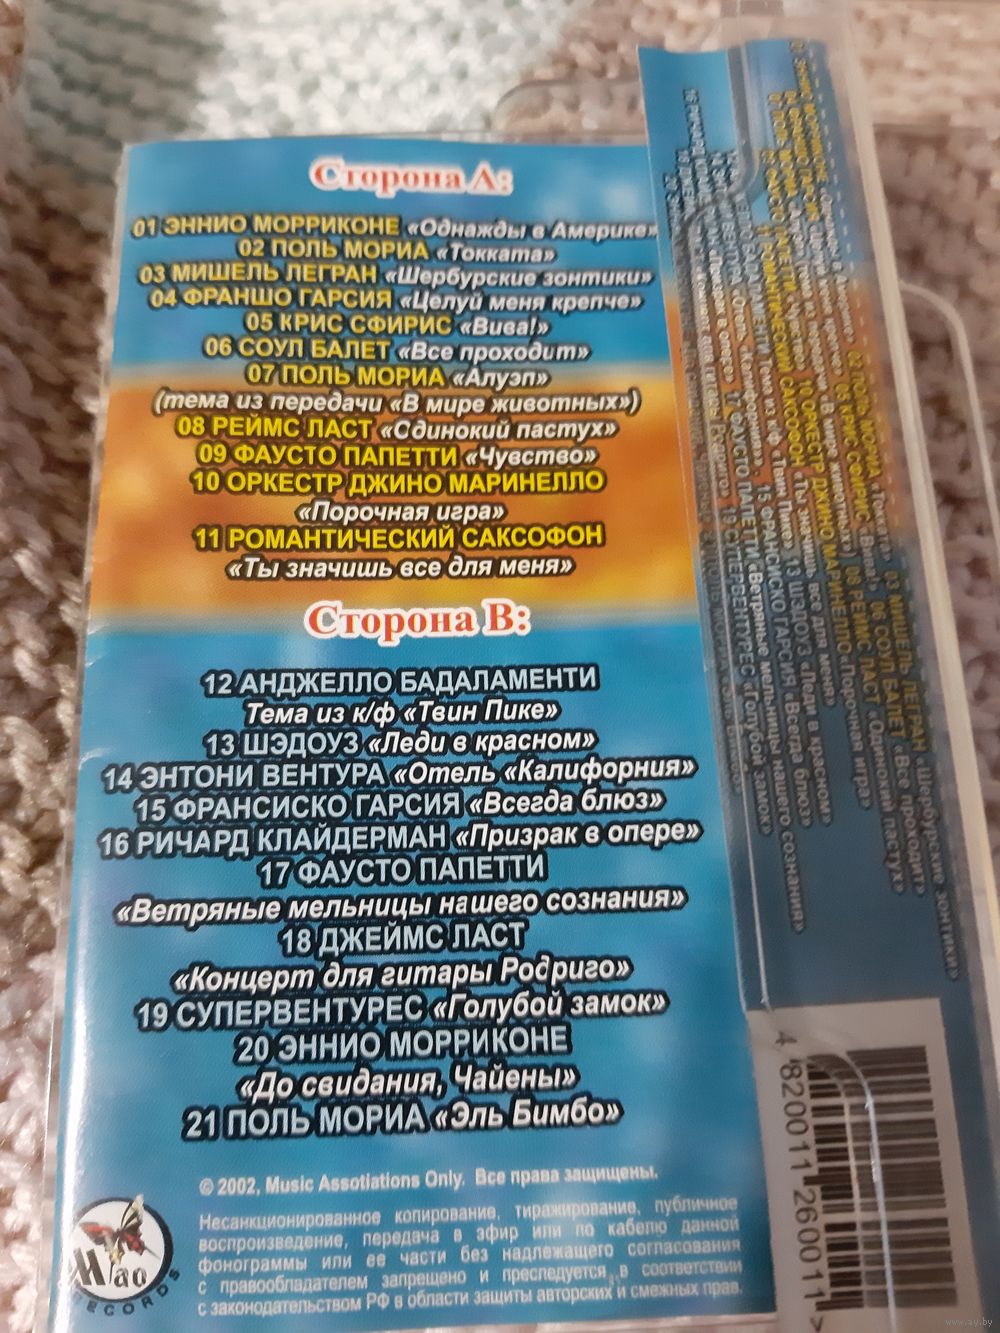 Сторона А:
01 ЭННИО МОРРИКОНЕ «Однажды в Америке»
02 ПОЛЬ МОРИА «Токката»
03 МИШЕЛЬ ЛЕГРАН «Шербурские зонтики»
04 ФРАНШО ГАРСИЯ «Целуй меня крепче»
05 КРИС СФИРИС «Вива!»
06 СОУЛ БАЛЕТ «Все проходит»
07 ПОЛЬ МОРИА «Алуэп»
(тема из передачи «В мире животных»)
08 РЕЙМС ЛАСТ «Сдинокий пастух»
09 ФАУСТО ПАПЕТТИ «Чувство»
10 ОРКЕСТР ДЖИНО МАРИНЕЛЛО
«Порочная игра»
11 РОМАНТИЧЕСКИЙ САКСОФОН
«Ты значишь все для меня»
Сторона В:
12 АНДЖЕЛЛО БАДАЛАМЕНТИ
Тема из к/ф «Твин Пике»
13 ШЭДОУЗ «Леди в красном»
14 ЭНТОНИ ВЕНТУРА «Отель «Калифорния»
15 ФРАНСИСКО ГАРСИЯ «Всегда блюз»
16 РИЧАРД КЛАЙДЕРМАН «Призрак в опере»
17 ФАУСТО ПАПЕТТИ
«Ветряные мельницы нашего сознания»
18 ДЖЕЙМС ЛАСТ
«Концерт для гитары Родриго»
19 СУПЕРВЕНТУРЕС «Голубой замок»
20 ЭННИО МОРРИКОНЕ
«До свидания, Чайены»
21 ПОЛЬ МОРИА «Эль Бимбо»
© 2002, Music Assotiations Only. Все права защищены.
Несанкционированное копирование, тиражирование, публичное
воспроизведение, передача в эфир или по кабелю данной
фонограммы или ее части без надлежащего согласования
с правообладателем запрещено и преследуется в соответствии
с законодательством РФ в области защиты авторских и смежных прав.
Мао
RECORDS
4 820011 260011 >
www.ay.by